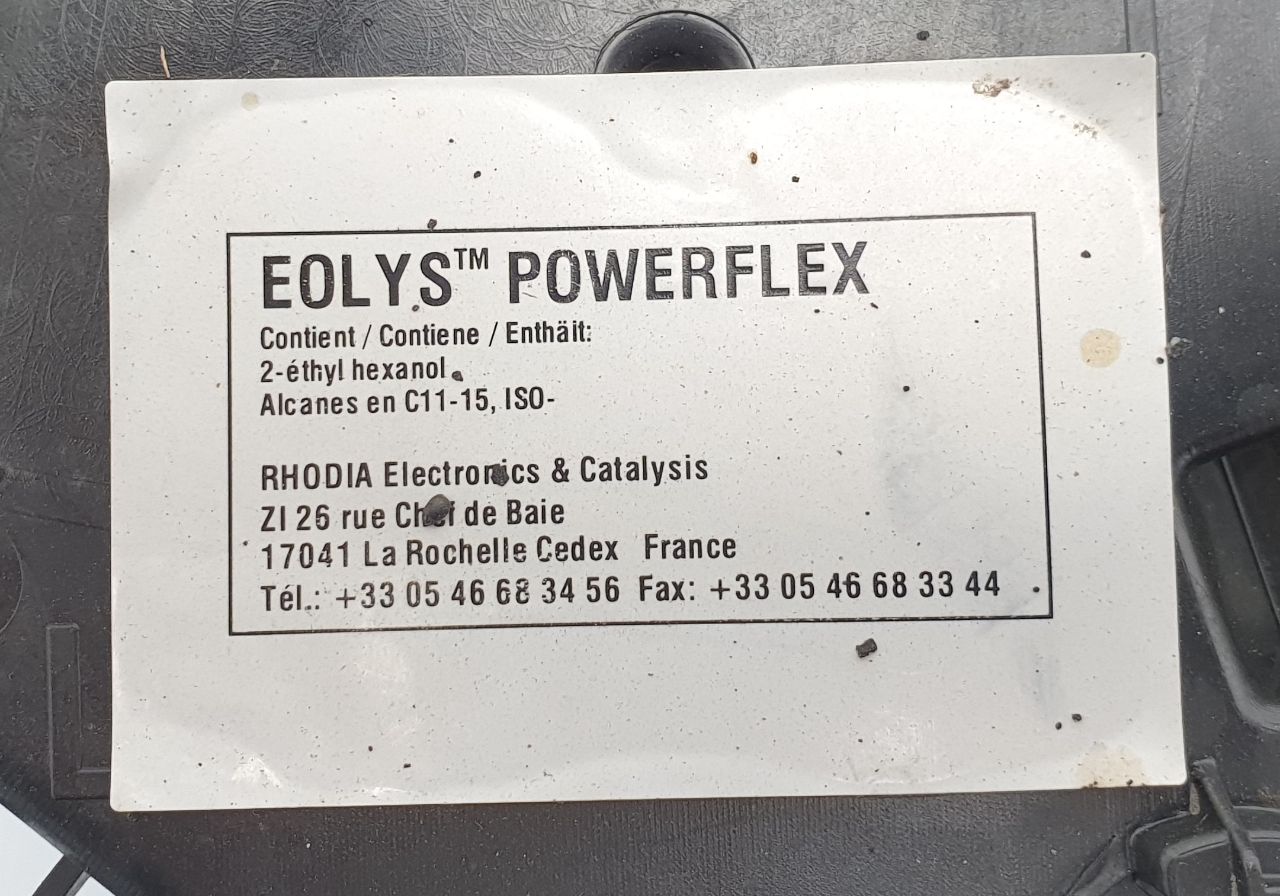 EOLYS™ POWERFLEX
Contient / Contiene / Enthäit:
2-éthyl hexanol
Alcanes en C11-15, ISO-
RHODIA Electronics & Catalysis
ZI 26 rue Chef de Baie
17041 La Rochelle Cedex France
Tél.: +33 05 46 68 34 56 Fax: +33 05 46 68 33 44